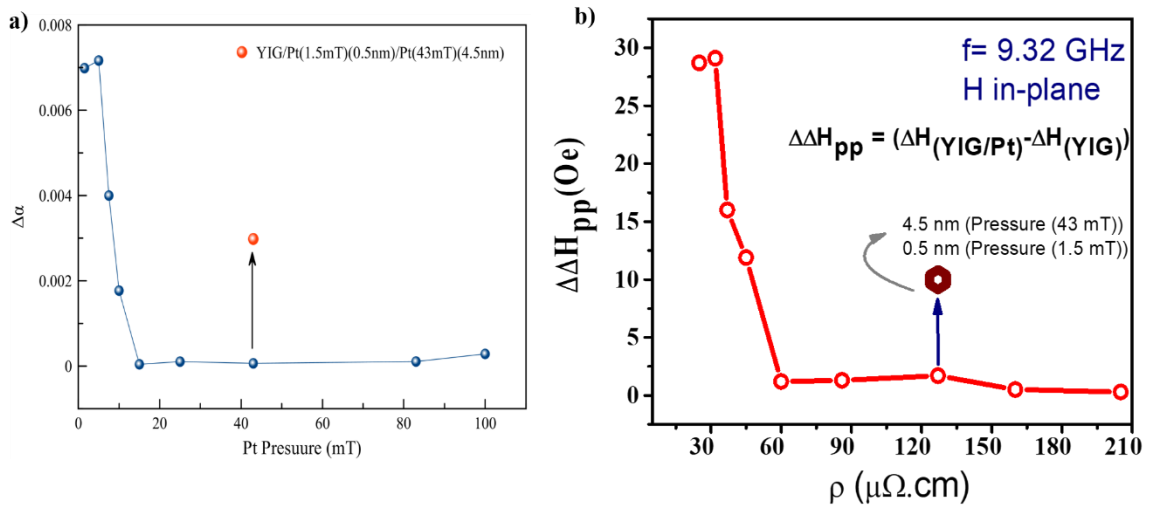 a)
0.008
0.006
0.004
0.002
0
Δα
YIG/Pt(1.5mT)(0.5nm)/Pt(43mT)(4.5nm)
0 20 40 60 80 100
Pt Presuure (mT)
b)
30
25
20
15
10
5
0
ΔΔH_pp(Oe)
f= 9.32 GHz
H in-plane
ΔΔH_pp = (ΔH_(YIG/Pt)-ΔH_(YIG))
4.5 nm (Pressure (43 mT))
0.5 nm (Pressure (1.5 mT))
30 60 90 120 150 180 210
ρ (μΩ.cm)